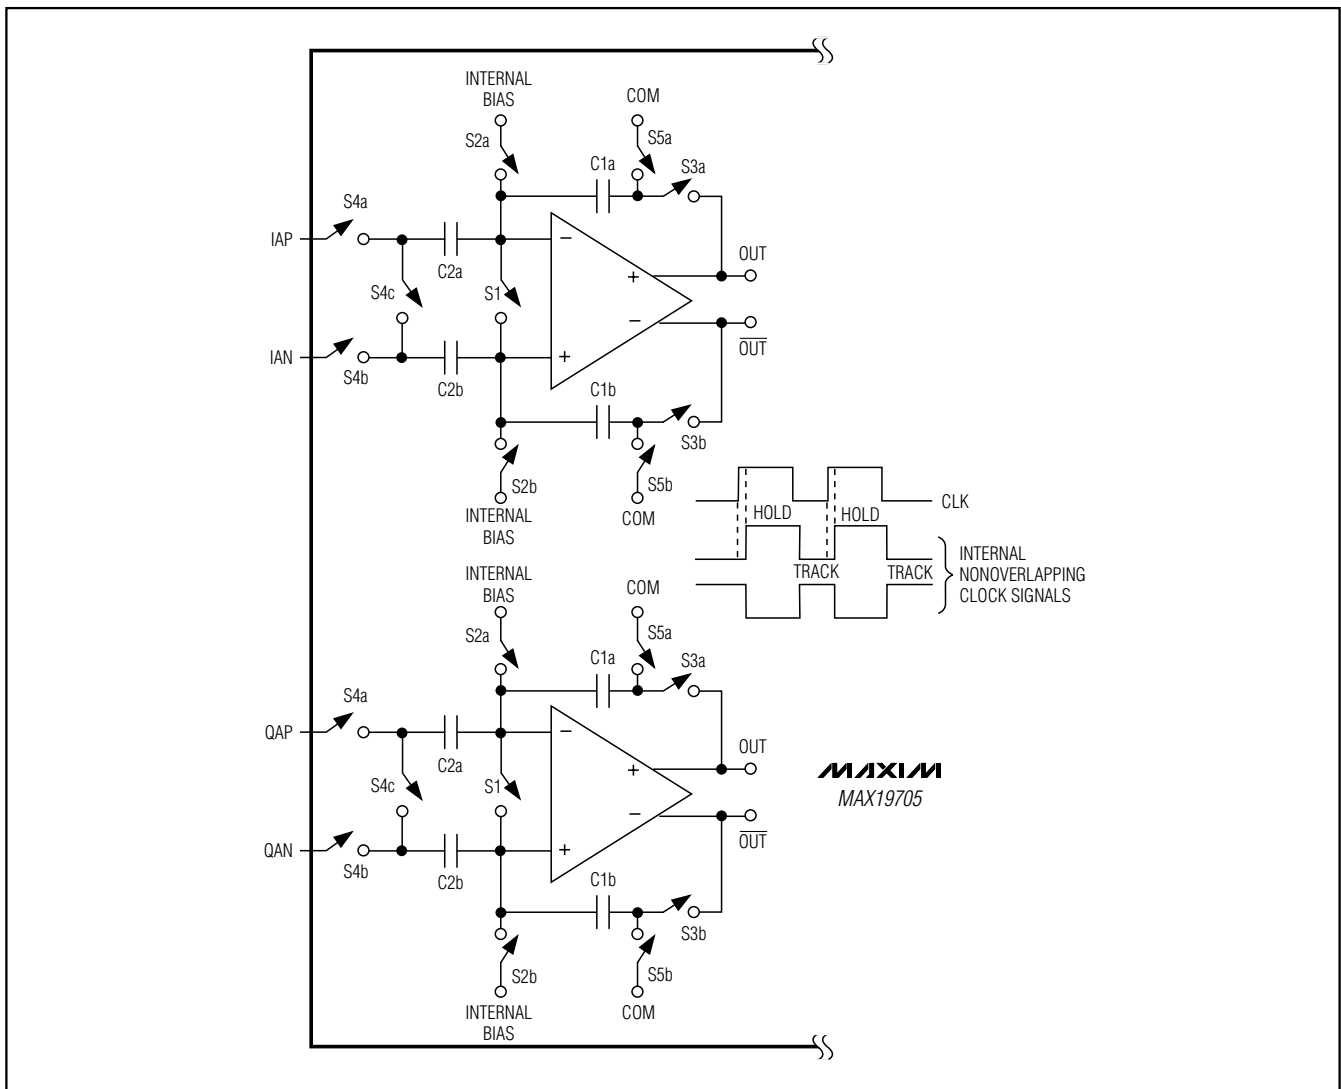 INTERNAL
BIAS
COM
S2a
S5a
C1a
S3a
S4a
IAP
−
OUT
C2a
+
S4c
S1
−
OUT
IAN
+
S4b
C2b
C1b
S3b
S2b
S5b
INTERNAL
BIAS
COM
CLK
HOLD
HOLD
TRACK
TRACK
INTERNAL
NONOVERLAPPING
CLOCK SIGNALS
INTERNAL
BIAS
COM
S2a
S5a
C1a
S3a
S4a
QAP
−
OUT
C2a
+
S4c
S1
−
OUT
QAN
+
S4b
C2b
C1b
S3b
S2b
S5b
INTERNAL
BIAS
COM
MAXIM
MAX19705